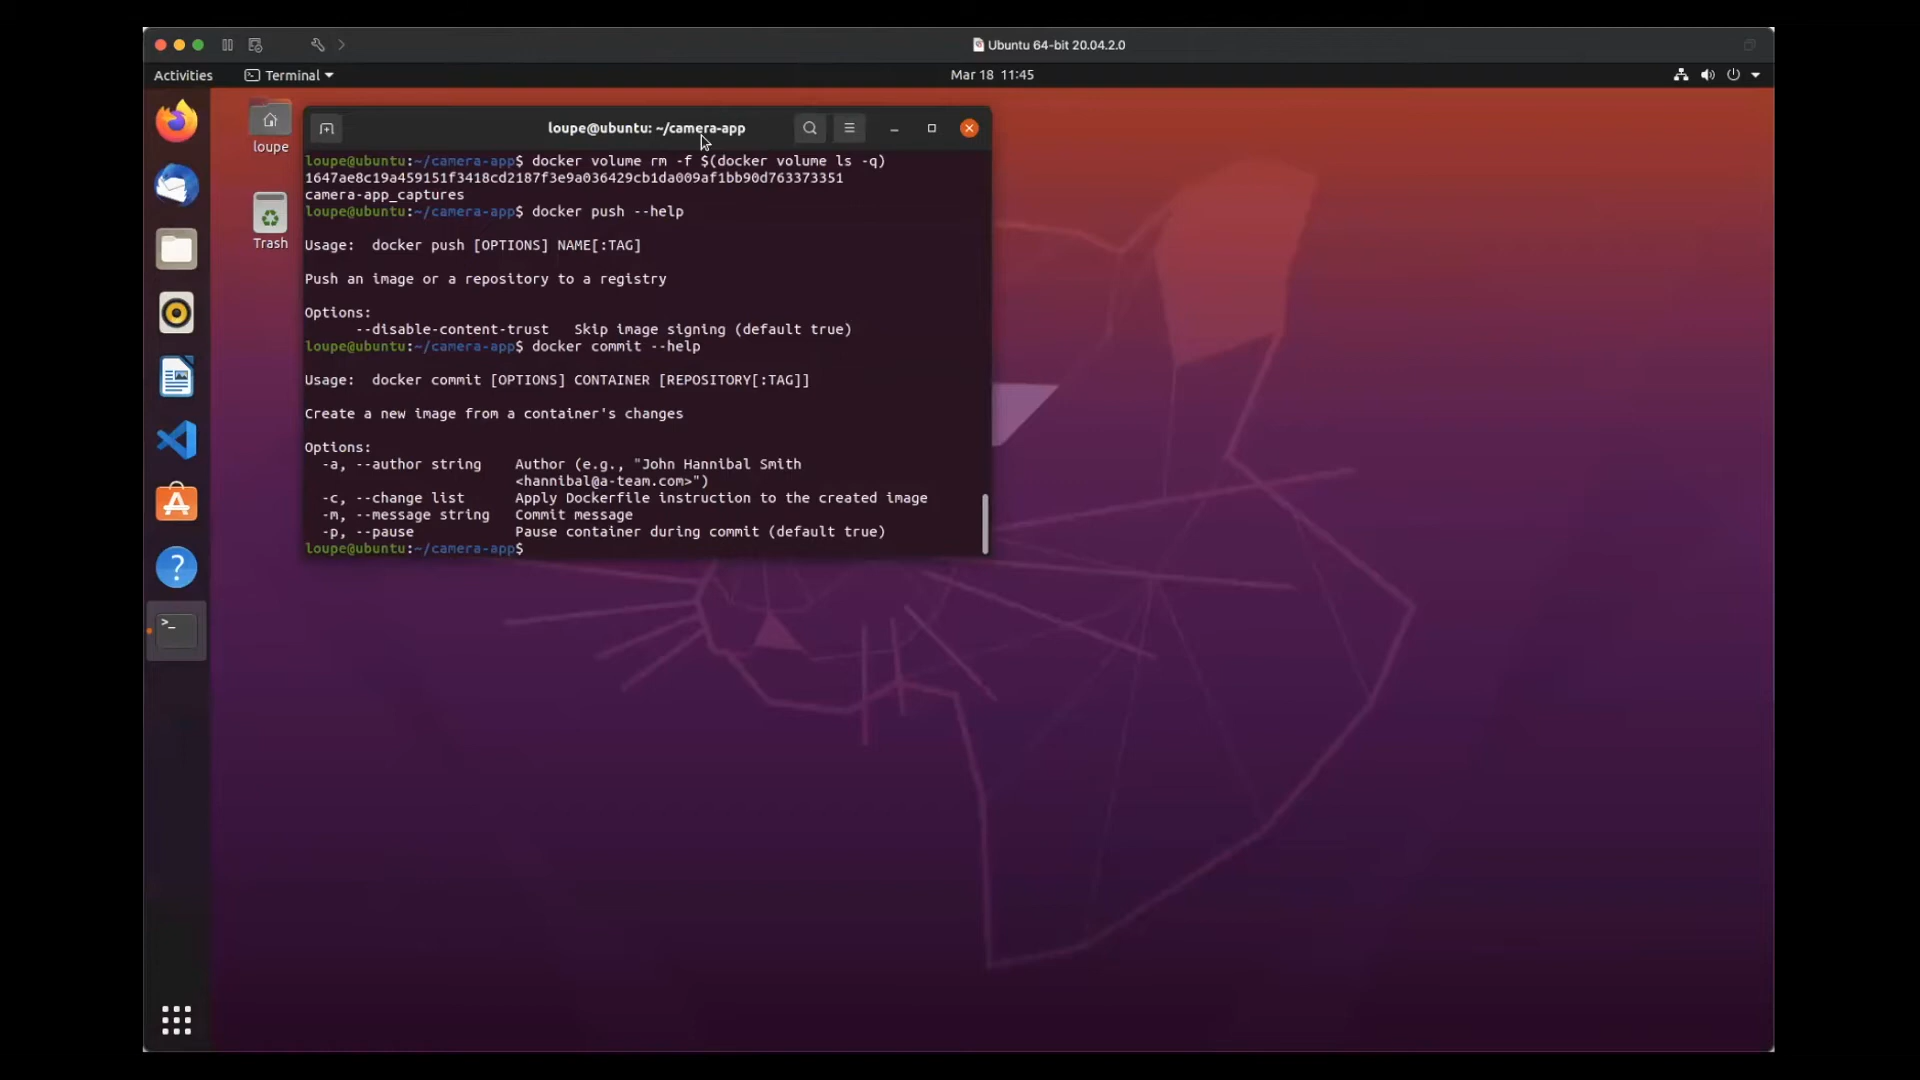 Ubuntu 64-bit 20.04.2.0
Activities
Terminal
Mar 18 11:45
loupe
Trash
loupe@ubuntu: ~/camera-app
loupe@ubuntu:~/camera-app$ docker volume rm -f $(docker volume ls -q)
1647ae8c19a459151f3418cd2187f3e9a036429cb1da009af1bb90d763373351
camera-app_captures
loupe@ubuntu:~/camera-app$ docker push --help
Usage:  docker push [OPTIONS] NAME[:TAG]
Push an image or a repository to a registry
Options:
      --disable-content-trust   Skip image signing (default true)
loupe@ubuntu:~/camera-app$ docker commit --help
Usage:  docker commit [OPTIONS] CONTAINER [REPOSITORY[:TAG]]
Create a new image from a container's changes
Options:
  -a, --author string    Author (e.g., "John Hannibal Smith
                         <hannibal@a-team.com>")
  -c, --change list      Apply Dockerfile instruction to the created image
  -m, --message string   Commit message
  -p, --pause            Pause container during commit (default true)
loupe@ubuntu:~/camera-app$